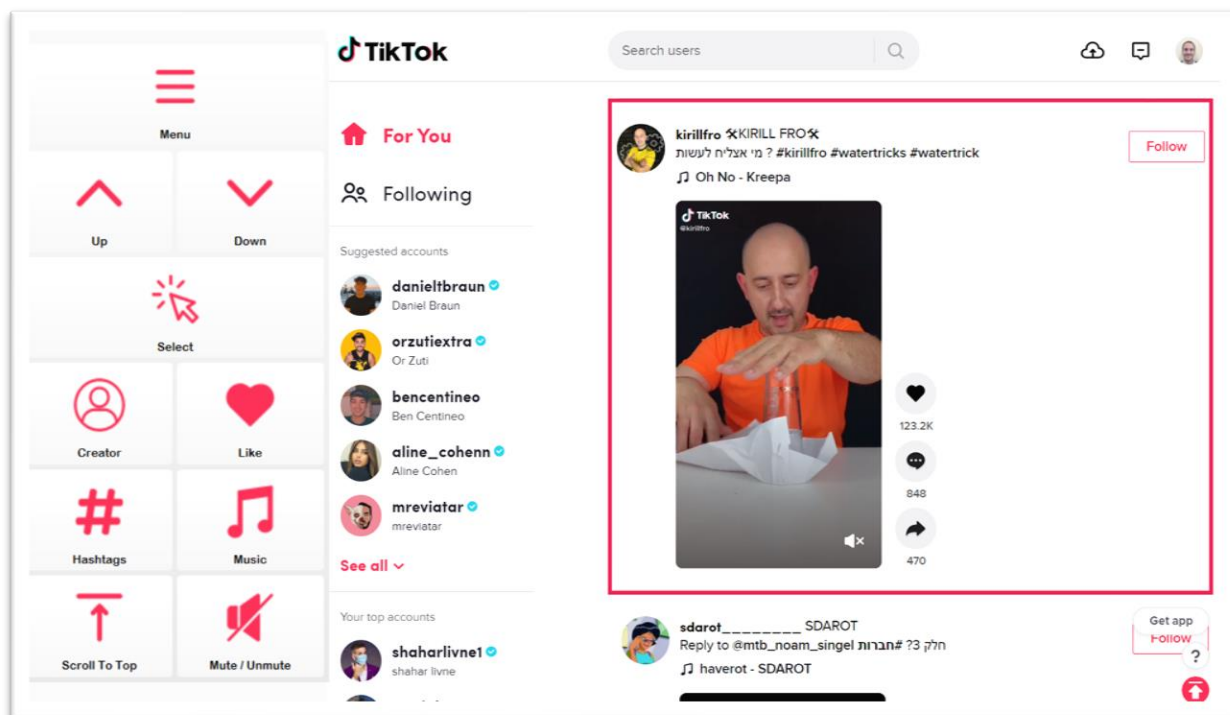 Menu
Up
Down
Select
Creator
Like
Hashtags
Music
Scroll To Top
Mute / Unmute
TikTok
Search users
For You
Following
Suggested accounts
danieltbraun
Daniel Braun
orzutiextra
Or Zuti
bencentineo
Ben Centineo
aline_cohenn
Aline Cohen
mreviatar
mreviatar
See all
Your top accounts
shaharlivne1
shahar livne
kirillfro 🛠KIRILL FRO🛠
מי אצליח לעשות ? #kirillfro #watertricks #watertrick
♫ Oh No - Kreepa
Follow
TikTok
@kirillfro
123.2K
848
470
sdarot________ SDAROT
Reply to @mtb_noam_singel חלק 3? #חברות
♫ haverot - SDAROT
Get app
Follow
?